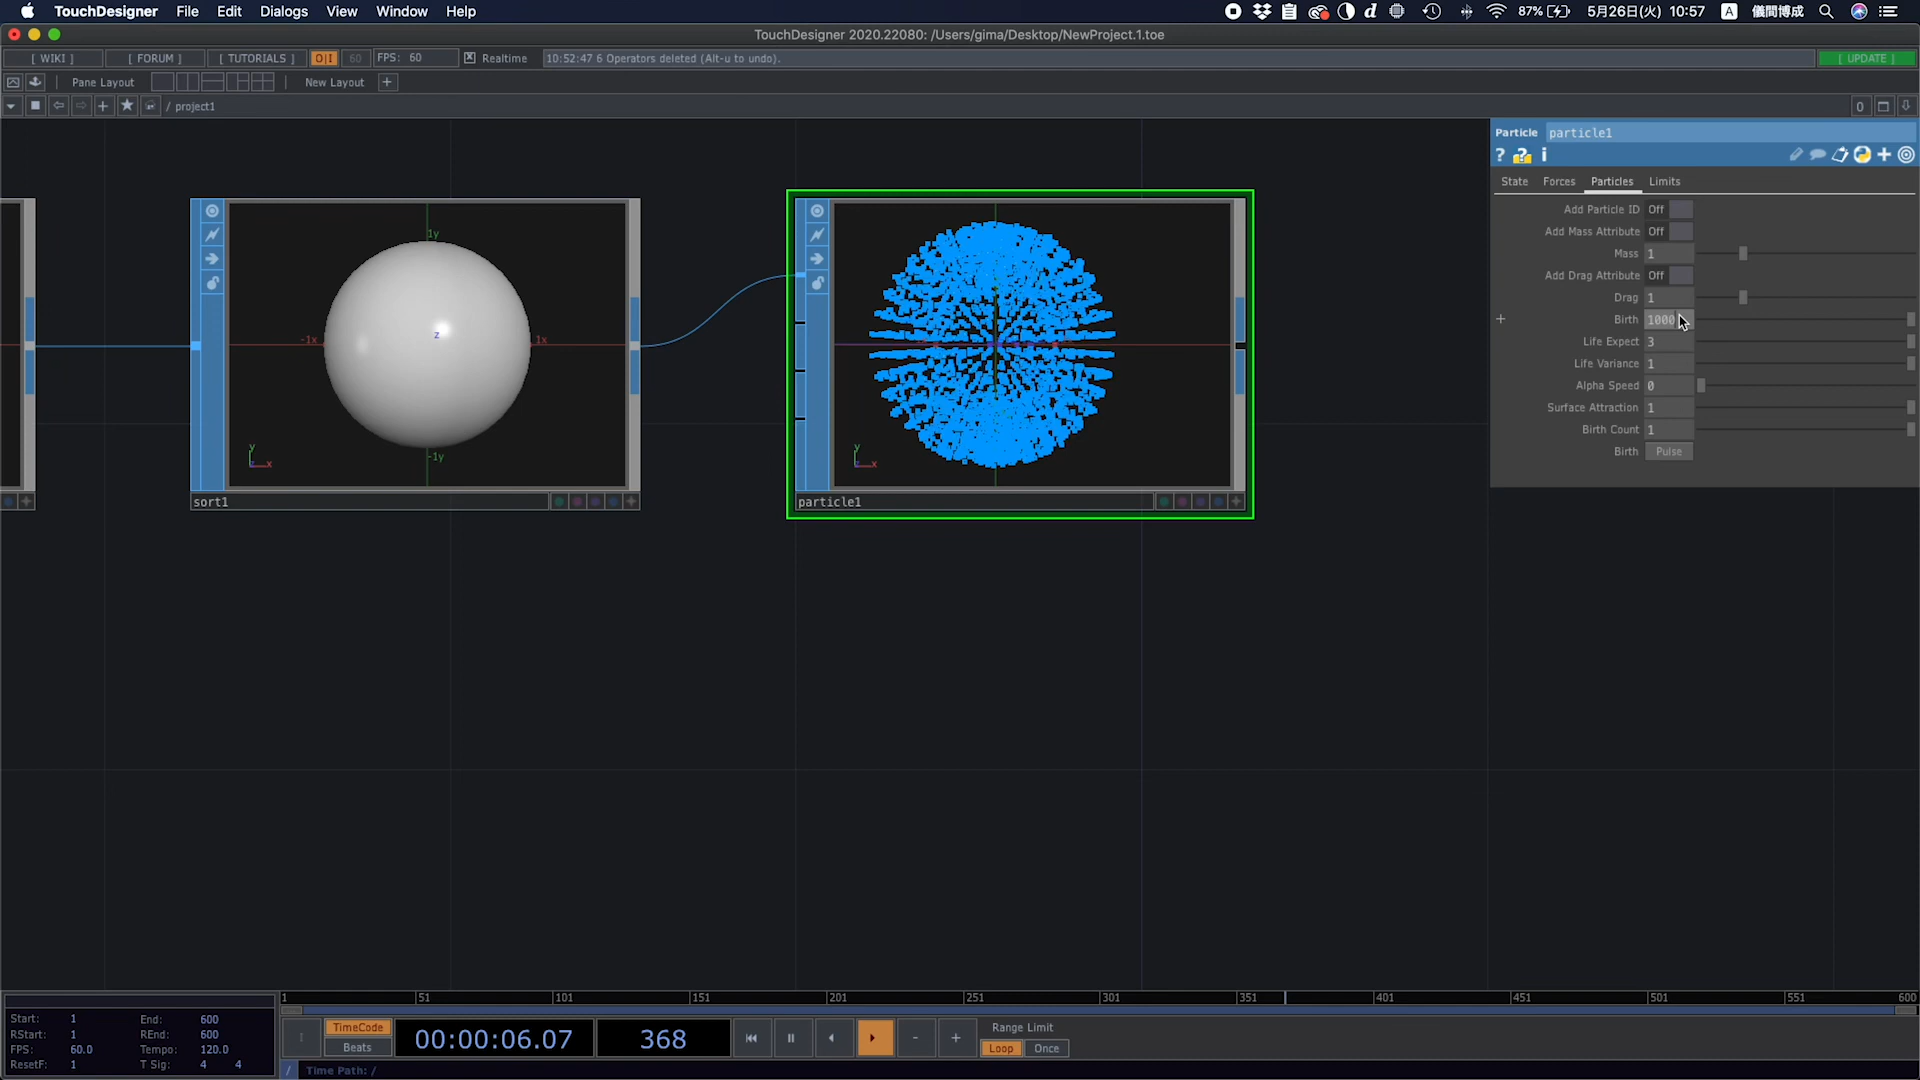 TouchDesigner File Edit Dialogs View Window Help 87% 5月26日(火) 10:57 A 儀間博成
TouchDesigner 2020.22080: /Users/gima/Desktop/NewProject.1.toe
[ WIKI ] [ FORUM ] [ TUTORIALS ] O|I 60 FPS: 60 Realtime 10:52:47 6 Operators deleted (Alt-u to undo). [ UPDATE ]
Pane Layout New Layout +
/ project1 0
Particle particle1
? ? i
State Forces Particles Limits
Add Particle ID Off
Add Mass Attribute Off
Mass 1
Add Drag Attribute Off
Drag 1
+ Birth 1000
Life Expect 3
Life Variance 1
Alpha Speed 0
Surface Attraction 1
Birth Count 1
Birth Pulse
1y
-1x z 1x
-1y
y
x
sort1
y
x
particle1
1 51 101 151 201 251 301 351 401 451 501 551 600
Start: 1 End: 600
RStart: 1 REnd: 600
FPS: 60.0 Tempo: 120.0
ResetF: 1 T Sig: 4 4
TimeCode
Beats
00:00:06.07 368
- +
Range Limit
Loop Once
/ Time Path: /